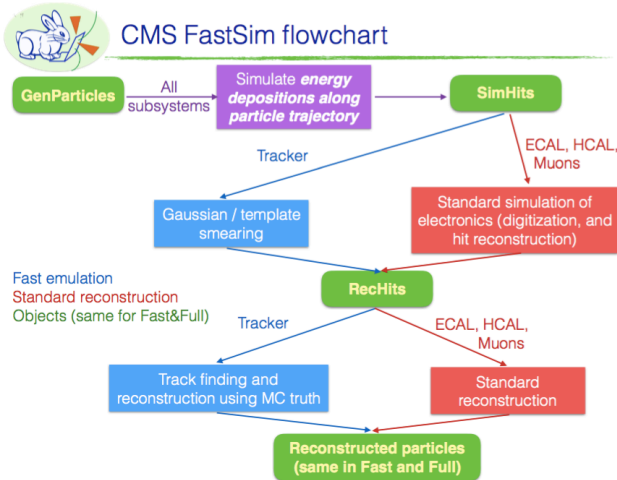 CMS FastSim flowchart
GenParticles
All
subsystems
Simulate energy
depositions along
particle trajectory
SimHits
Tracker
ECAL, HCAL,
Muons
Gaussian / template
smearing
Standard simulation of
electronics (digitization, and
hit reconstruction)
Fast emulation
Standard reconstruction
Objects (same for Fast&Full)
RecHits
Tracker
ECAL, HCAL,
Muons
Track finding and
reconstruction using MC truth
Standard
reconstruction
Reconstructed particles
(same in Fast and Full)